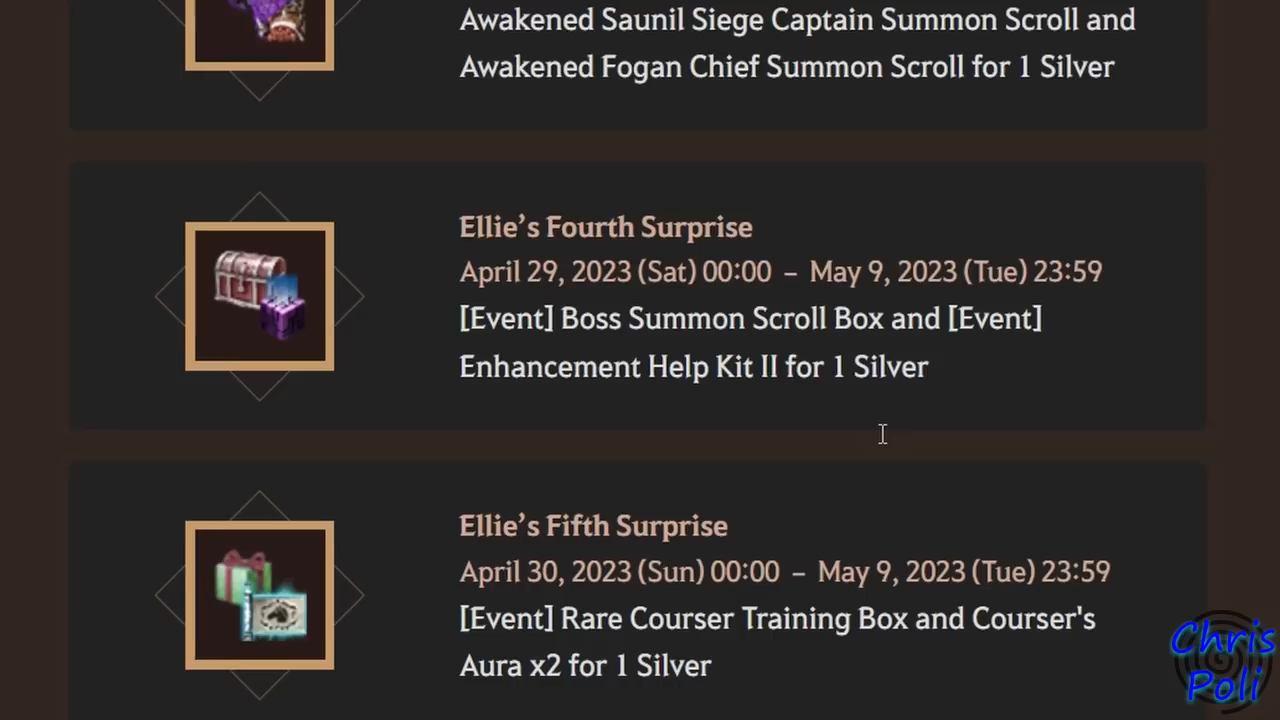 Awakened Saunil Siege Captain Summon Scroll and
Awakened Fogan Chief Summon Scroll for 1 Silver
Ellie’s Fourth Surprise
April 29, 2023 (Sat) 00:00 – May 9, 2023 (Tue) 23:59
[Event] Boss Summon Scroll Box and [Event]
Enhancement Help Kit II for 1 Silver
Ellie’s Fifth Surprise
April 30, 2023 (Sun) 00:00 – May 9, 2023 (Tue) 23:59
[Event] Rare Courser Training Box and Courser's
Aura x2 for 1 Silver
Chris
Poli